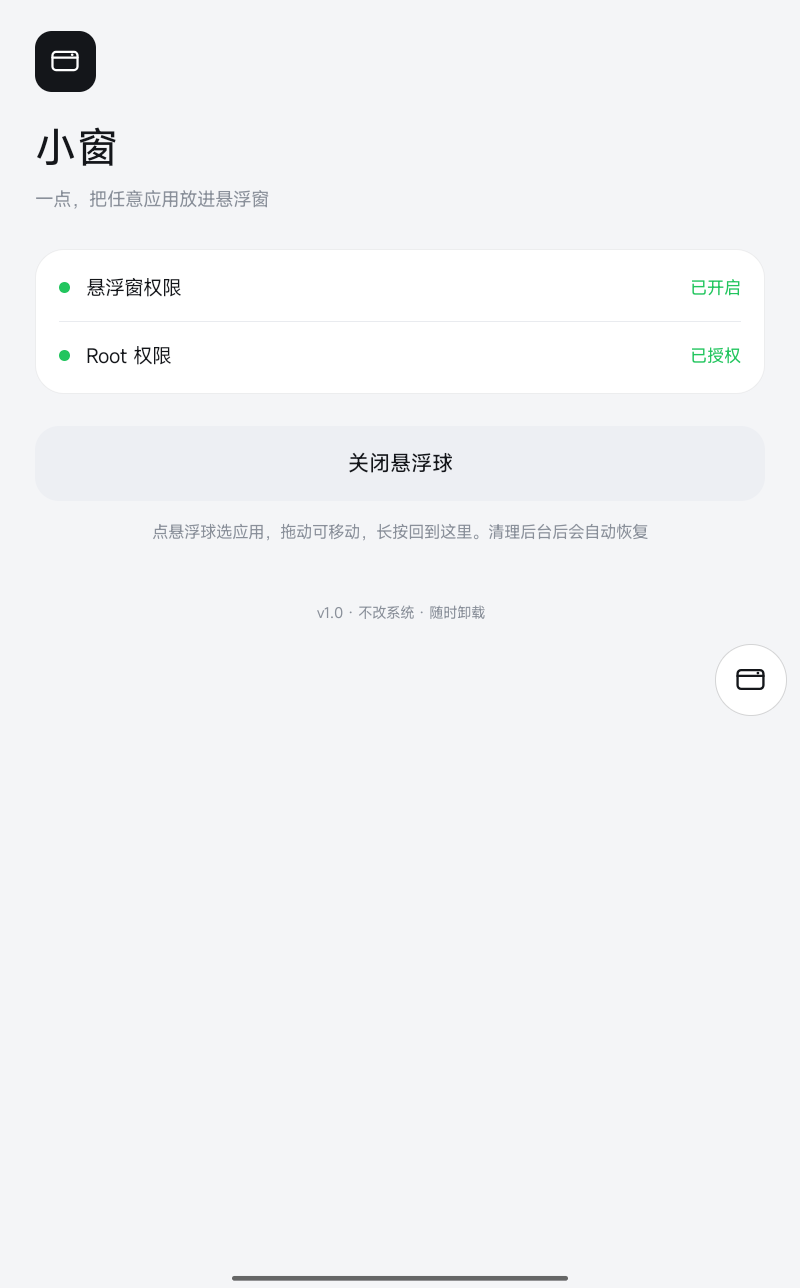 小窗
一点，把任意应用放进悬浮窗
悬浮窗权限 已开启
Root 权限 已授权
关闭悬浮球
点悬浮球选应用，拖动可移动，长按回到这里。清理后台后会自动恢复
v1.0 · 不改系统 · 随时卸载